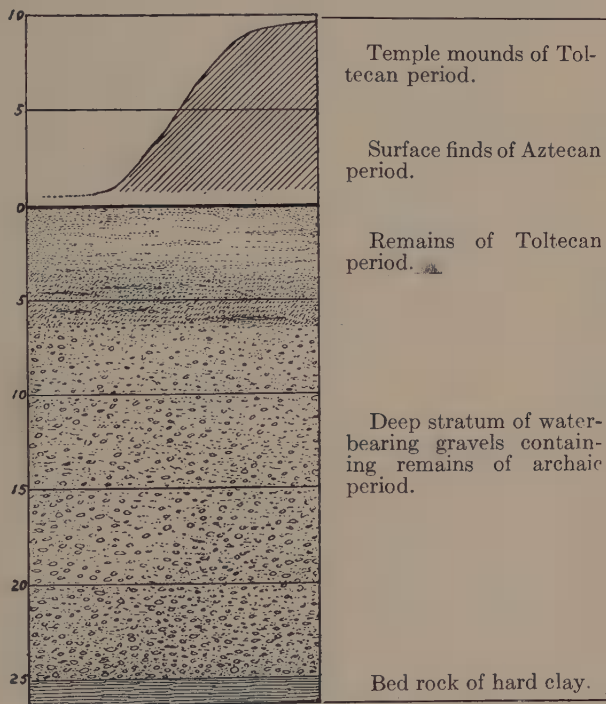 10
Temple mounds of Tol-
tecan period.
5
Surface finds of Aztecan
period.
0
Remains of Toltecan
period.
5
10
Deep stratum of water-
bearing gravels contain-
ing remains of archaic
period.
15
20
25
Bed rock of hard clay.